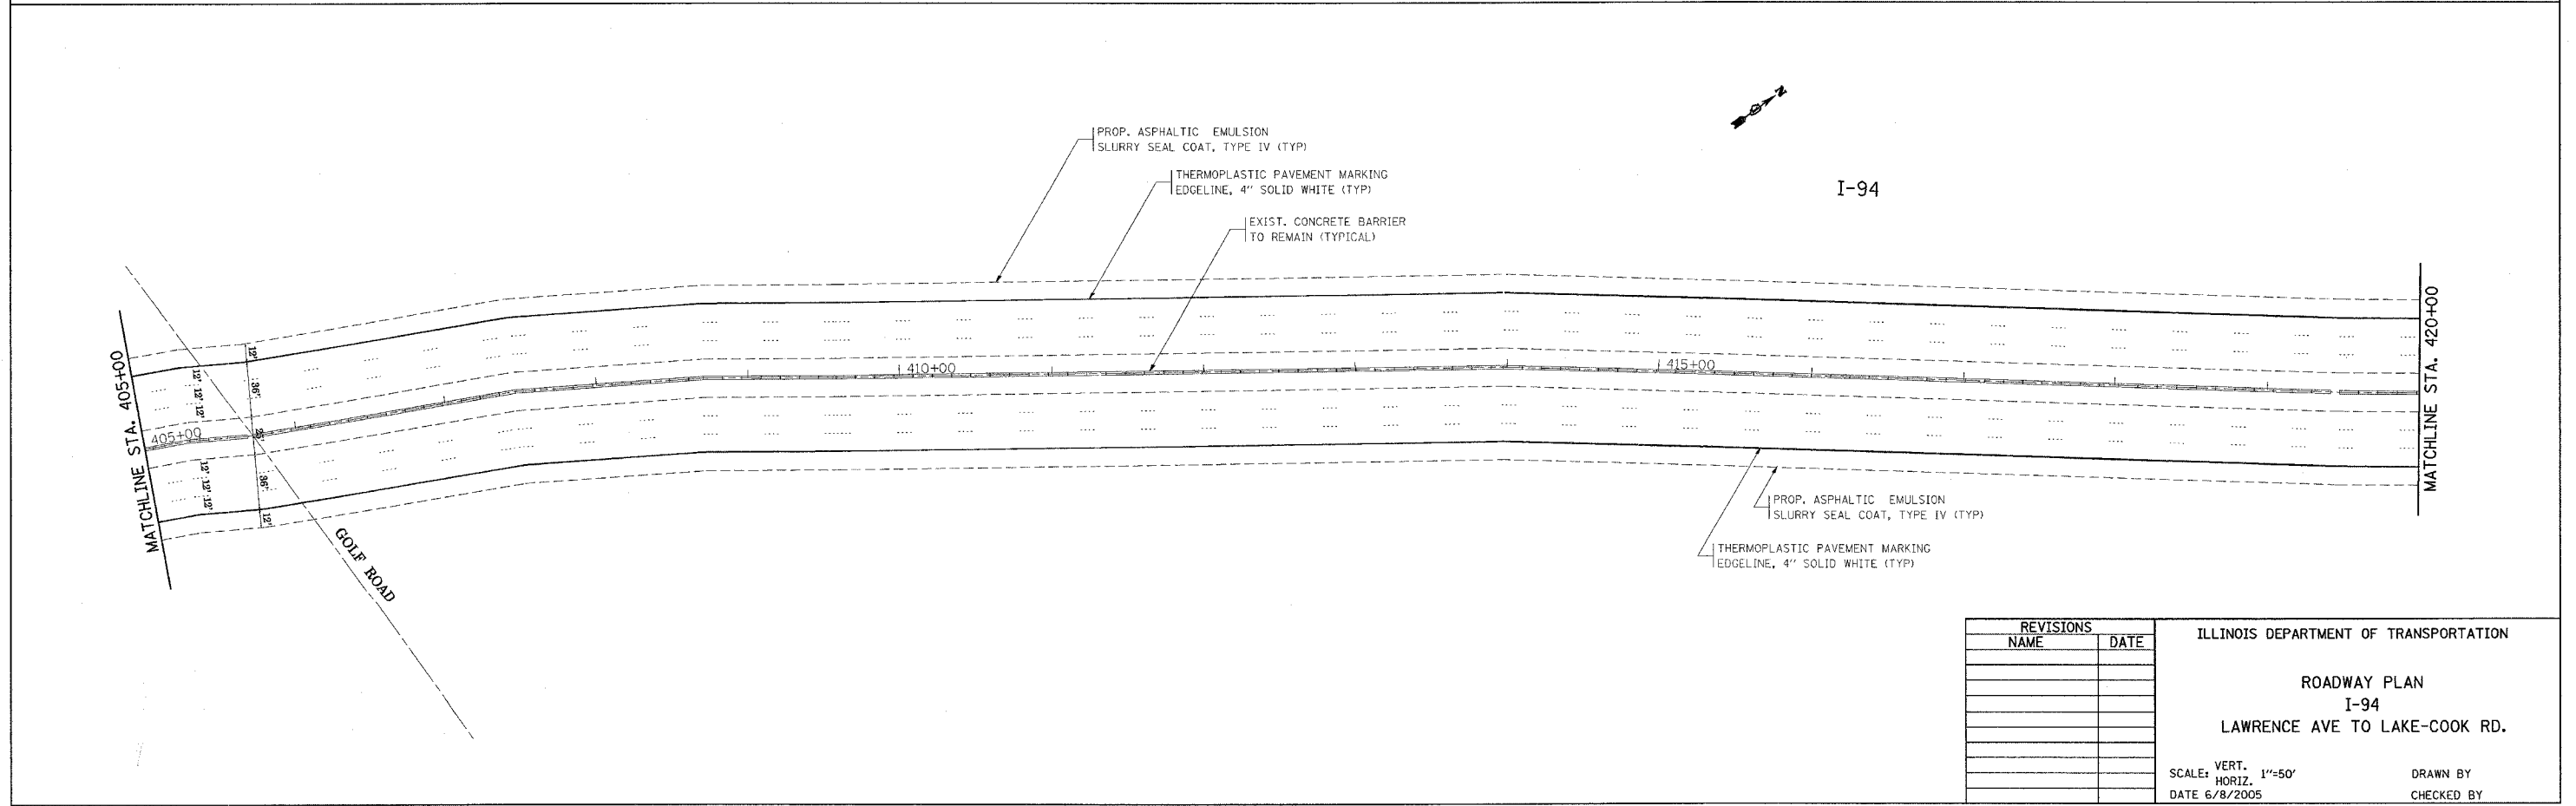 PROP. ASPHALTIC EMULSION
SLURRY SEAL COAT, TYPE IV (TYP)
THERMOPLASTIC PAVEMENT MARKING
EDGELINE, 4" SOLID WHITE (TYP)
EXIST. CONCRETE BARRIER
TO REMAIN (TYPICAL)
N
I-94
MATCHLINE STA. 405+00
405+00
12'
36'
12' 12' 12'
12' 12' 12'
36'
12'
GOLF ROAD
410+00
415+00
MATCHLINE STA. 420+00
PROP. ASPHALTIC EMULSION
SLURRY SEAL COAT, TYPE IV (TYP)
THERMOPLASTIC PAVEMENT MARKING
EDGELINE, 4" SOLID WHITE (TYP)
REVISIONS
NAME DATE
ILLINOIS DEPARTMENT OF TRANSPORTATION
ROADWAY PLAN
I-94
LAWRENCE AVE TO LAKE-COOK RD.
SCALE: VERT.
HORIZ. 1"=50'
DATE 6/8/2005
DRAWN BY
CHECKED BY